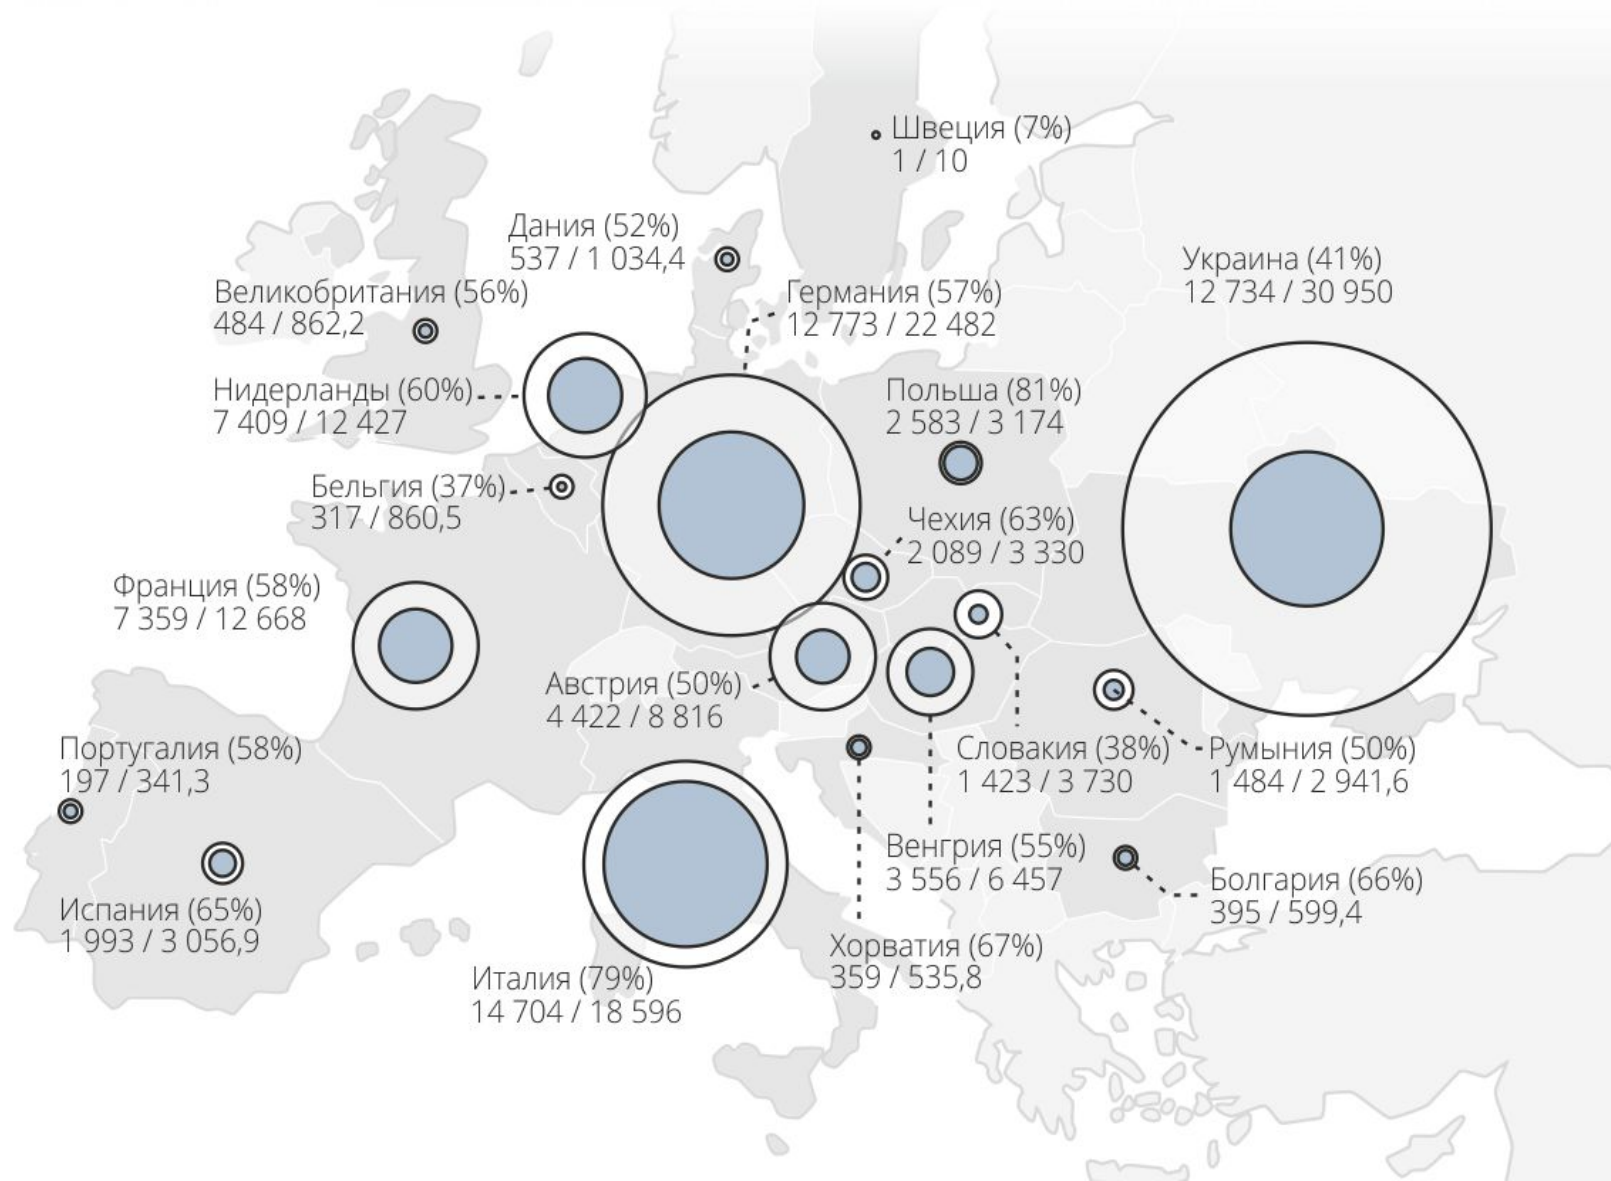 Швеция (7%)
1 / 10
Дания (52%)
537 / 1 034,4
Украина (41%)
12 734 / 30 950
Великобритания (56%)
484 / 862,2
Германия (57%)
12 773 / 22 482
Нидерланды (60%)
7 409 / 12 427
Польша (81%)
2 583 / 3 174
Бельгия (37%)
317 / 860,5
Чехия (63%)
2 089 / 3 330
Франция (58%)
7 359 / 12 668
Австрия (50%)
4 422 / 8 816
Португалия (58%)
197 / 341,3
Словакия (38%)
1 423 / 3 730
Румыния (50%)
1 484 / 2 941,6
Венгрия (55%)
3 556 / 6 457
Болгария (66%)
395 / 599,4
Испания (65%)
1 993 / 3 056,9
Хорватия (67%)
359 / 535,8
Италия (79%)
14 704 / 18 596